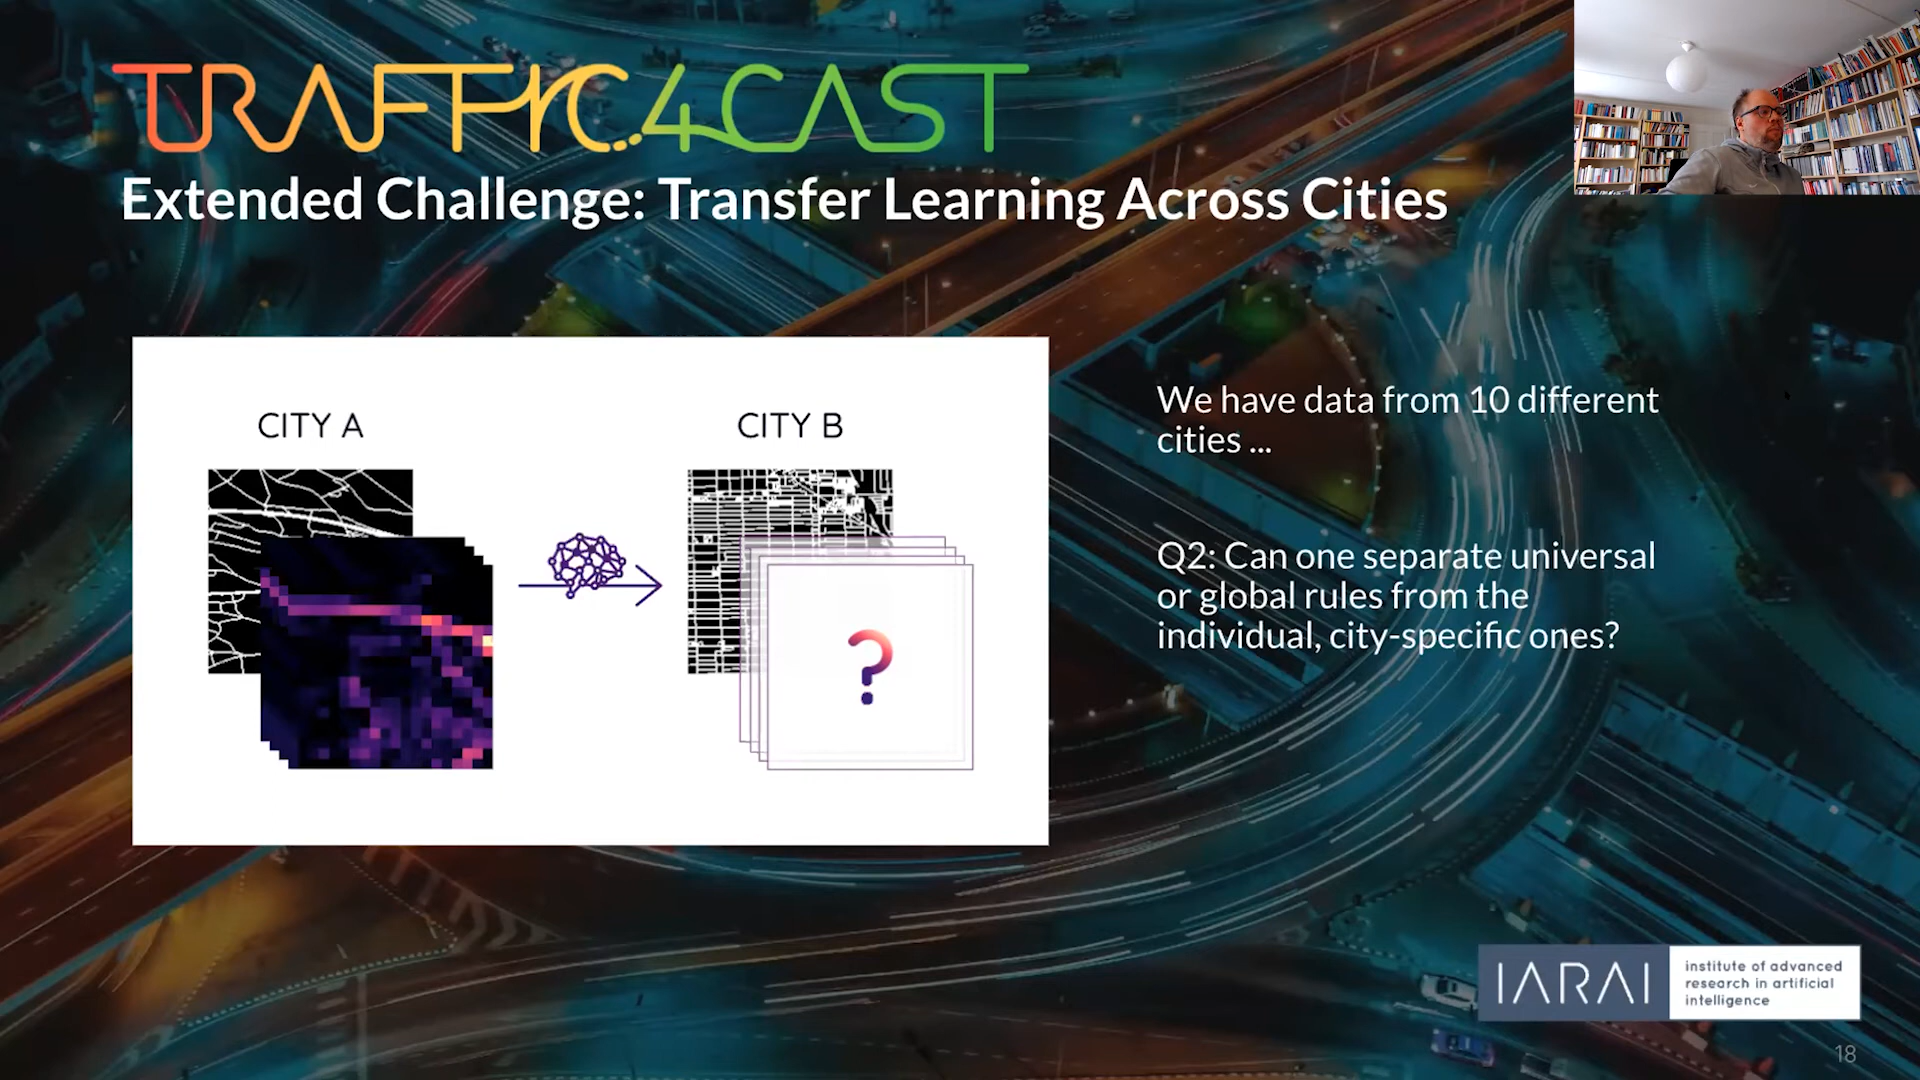 TRAFFIC4CAST
Extended Challenge: Transfer Learning Across Cities
CITY A
CITY B
?
We have data from 10 different
cities ...
Q2: Can one separate universal
or global rules from the
individual, city-specific ones?
IARAI
institute of advanced
research in artificial
intelligence
18